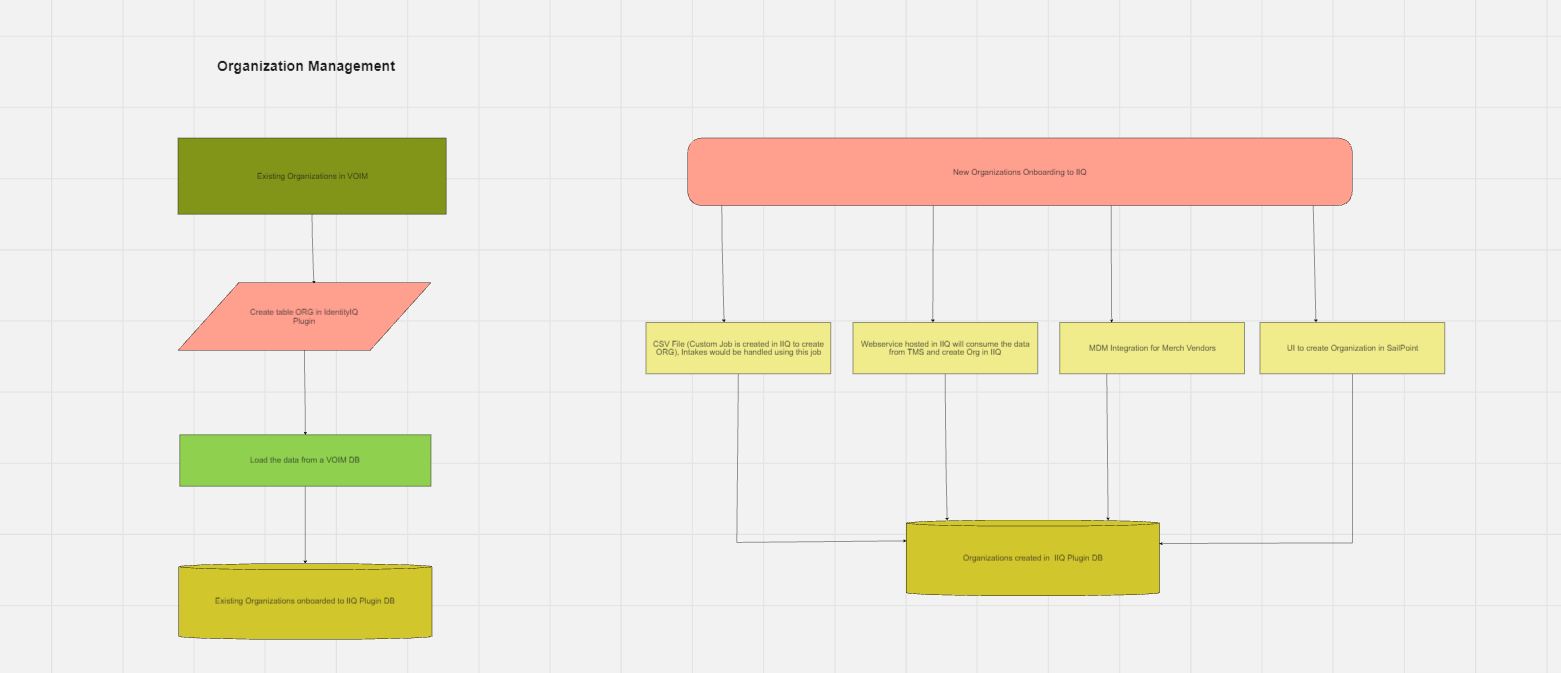 Organization Management
Existing Organizations in VOIM
Create table ORG in IdentityIQ
Plugin
Load the data from a VOIM DB
Existing Organizations onboarded to IIQ Plugin DB
New Organizations Onboarding to IIQ
CSV File (Custom Job is created in IIQ to create
ORG), Intakes would be handled using this job
Webservice hosted in IIQ will consume the data
from TMS and create Org in IIQ
MDM Integration for Merch Vendors
UI to create Organization in SailPoint
Organizations created in  IIQ Plugin DB